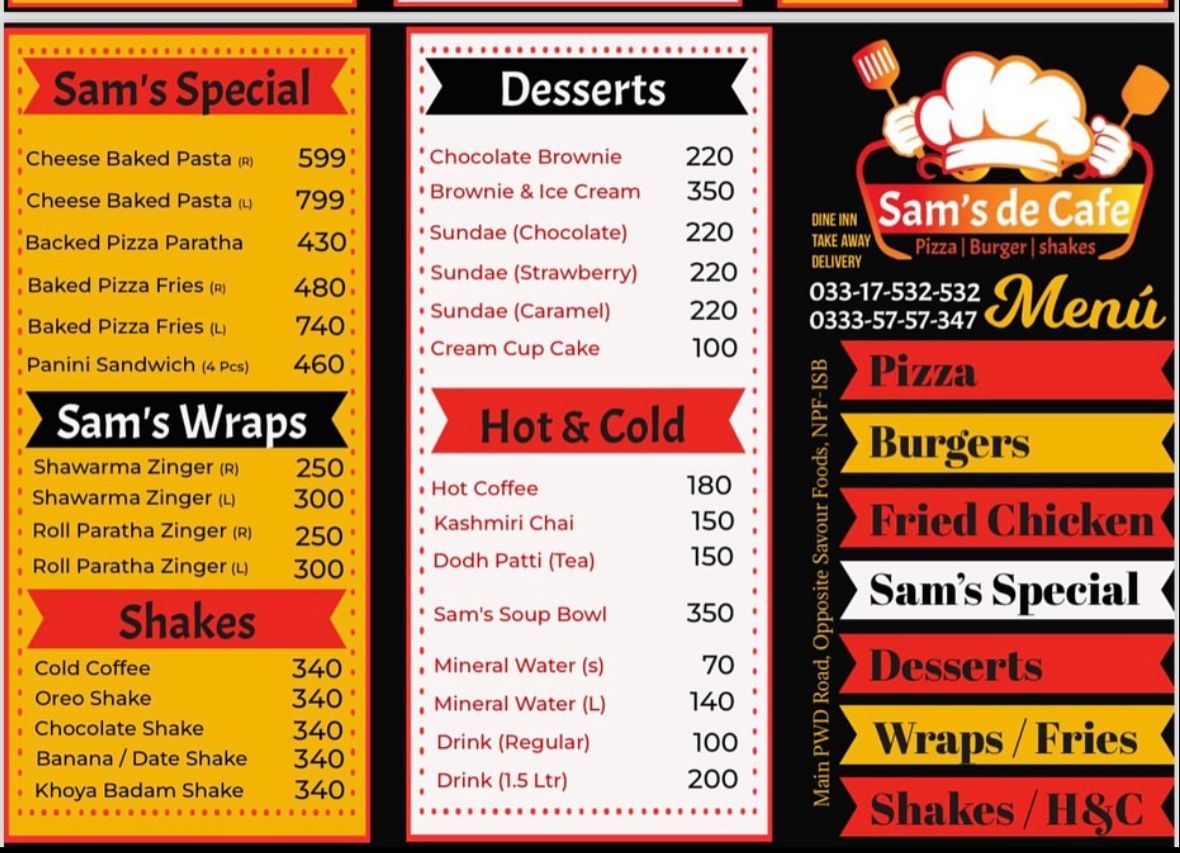 Sam's Special
Cheese Baked Pasta (R) 599
Cheese Baked Pasta (L) 799
Backed Pizza Paratha 430
Baked Pizza Fries (R) 480
Baked Pizza Fries (L) 740
Panini Sandwich (4 Pcs) 460
Sam's Wraps
Shawarma Zinger (R) 250
Shawarma Zinger (L) 300
Roll Paratha Zinger (R) 250
Roll Paratha Zinger (L) 300
Shakes
Cold Coffee 340
Oreo Shake 340
Chocolate Shake 340
Banana / Date Shake 340
Khoya Badam Shake 340
Desserts
Chocolate Brownie 220
Brownie & Ice Cream 350
Sundae (Chocolate) 220
Sundae (Strawberry) 220
Sundae (Caramel) 220
Cream Cup Cake 100
Hot & Cold
Hot Coffee 180
Kashmiri Chai 150
Dodh Patti (Tea) 150
Sam's Soup Bowl 350
Mineral Water (s) 70
Mineral Water (L) 140
Drink (Regular) 100
Drink (1.5 Ltr) 200
Sam's de Cafe
Pizza | Burger | shakes
DINE INN
TAKE AWAY
DELIVERY
033-17-532-532
0333-57-57-347
Menú
Main PWD Road, Opposite Savour Foods, NPF-ISB
Pizza
Burgers
Fried Chicken
Sam's Special
Desserts
Wraps / Fries
Shakes / H&C